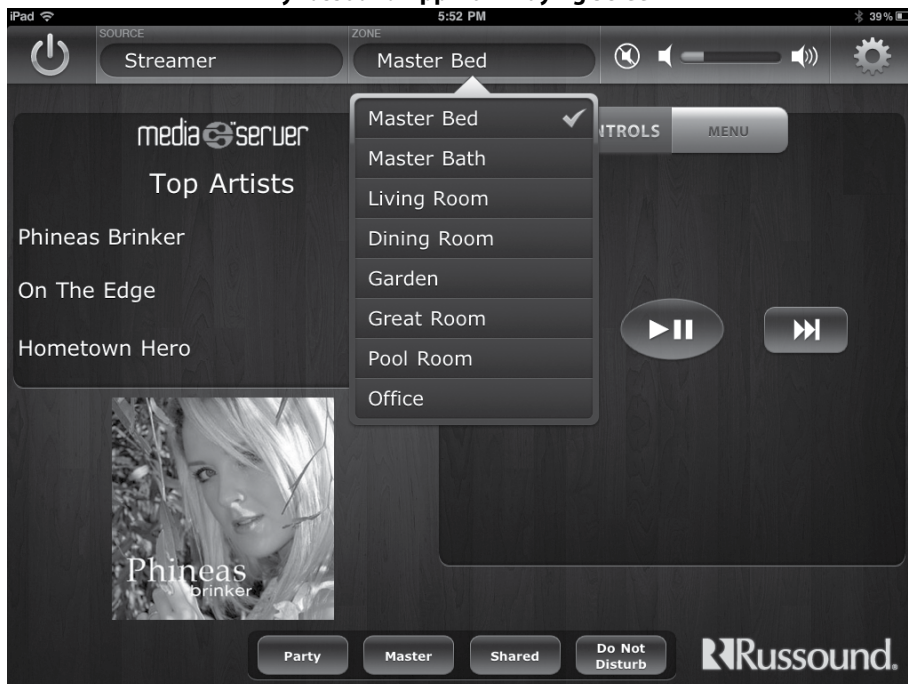 iPad
5:52 PM
39%
SOURCE
Streamer
ZONE
Master Bed
Master Bed
Master Bath
Living Room
Dining Room
Garden
Great Room
Pool Room
Office
NTROLS
MENU
media server
Top Artists
Phineas Brinker
On The Edge
Hometown Hero
Phineas
brinker
Party
Master
Shared
Do Not
Disturb
Russound.